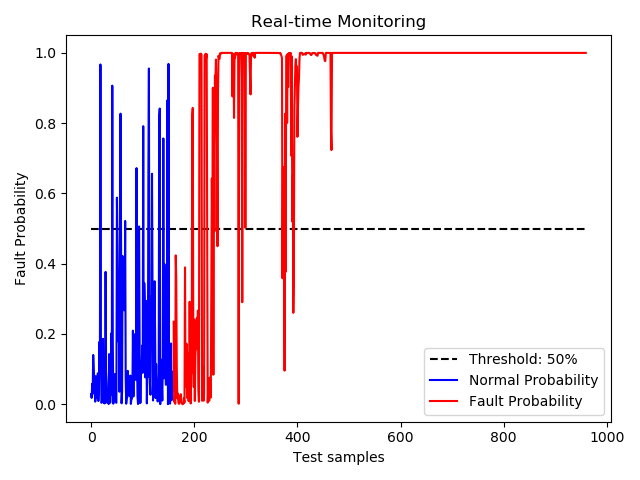 Real-time Monitoring
Fault Probability
1.0
0.8
0.6
0.4
0.2
0.0
0
200
400
600
800
1000
Test samples
Threshold: 50%
Normal Probability
Fault Probability